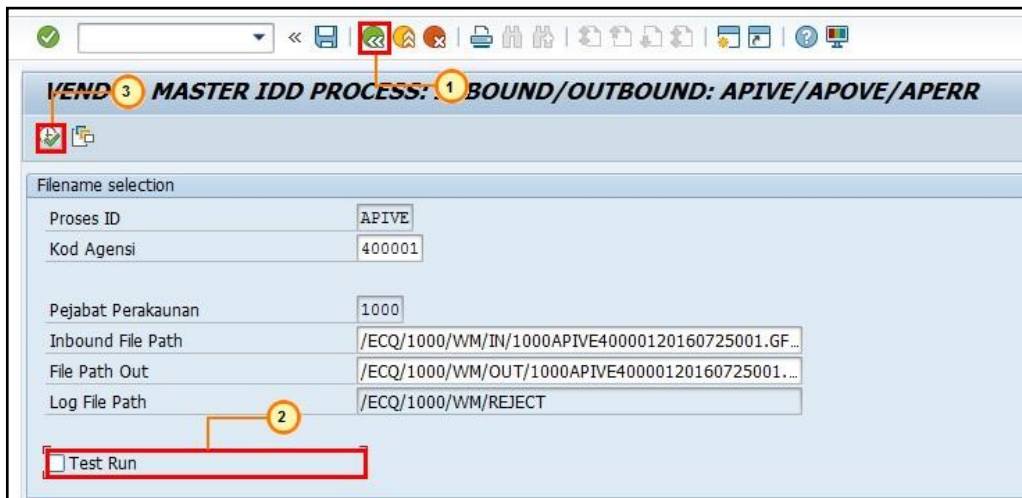 1
VEND 3 MASTER IDD PROCESS: BOUND/OUTBOUND: APIVE/APOVE/APERR
Filename selection
Proses ID APIVE
Kod Agensi 400001
Pejabat Perakaunan 1000
Inbound File Path /ECQ/1000/WM/IN/1000APIVE40000120160725001.GF...
File Path Out /ECQ/1000/WM/OUT/1000APIVE40000120160725001....
Log File Path /ECQ/1000/WM/REJECT
2
Test Run